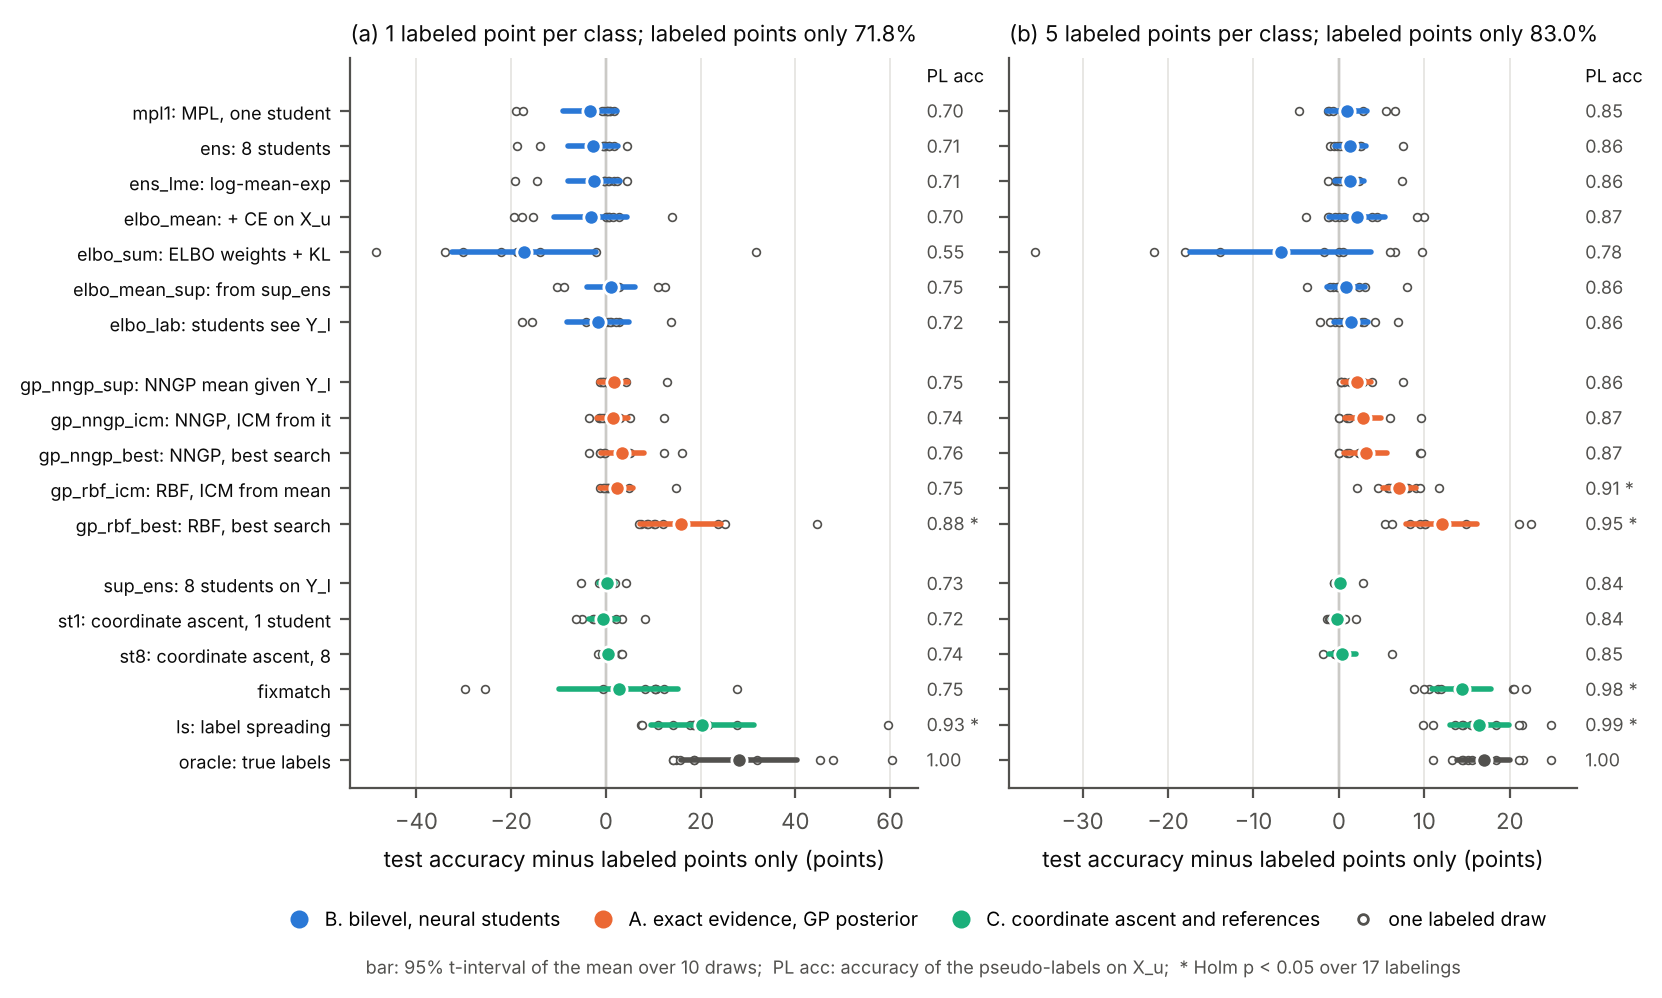 (a) 1 labeled point per class; labeled points only 71.8%
(b) 5 labeled points per class; labeled points only 83.0%
PL acc
PL acc
mpl1: MPL, one student 0.70 0.85
ens: 8 students 0.71 0.86
ens_lme: log-mean-exp 0.71 0.86
elbo_mean: + CE on X_u 0.70 0.87
elbo_sum: ELBO weights + KL 0.55 0.78
elbo_mean_sup: from sup_ens 0.75 0.86
elbo_lab: students see Y_l 0.72 0.86
gp_nngp_sup: NNGP mean given Y_l 0.75 0.86
gp_nngp_icm: NNGP, ICM from it 0.74 0.87
gp_nngp_best: NNGP, best search 0.76 0.87
gp_rbf_icm: RBF, ICM from mean 0.75 0.91 *
gp_rbf_best: RBF, best search 0.88 * 0.95 *
sup_ens: 8 students on Y_l 0.73 0.84
st1: coordinate ascent, 1 student 0.72 0.84
st8: coordinate ascent, 8 0.74 0.85
fixmatch 0.75 0.98 *
ls: label spreading 0.93 * 0.99 *
oracle: true labels 1.00 1.00
−40 −20 0 20 40 60
−30 −20 −10 0 10 20
test accuracy minus labeled points only (points)
test accuracy minus labeled points only (points)
B. bilevel, neural students
A. exact evidence, GP posterior
C. coordinate ascent and references
one labeled draw
bar: 95% t-interval of the mean over 10 draws; PL acc: accuracy of the pseudo-labels on X_u; * Holm p < 0.05 over 17 labelings